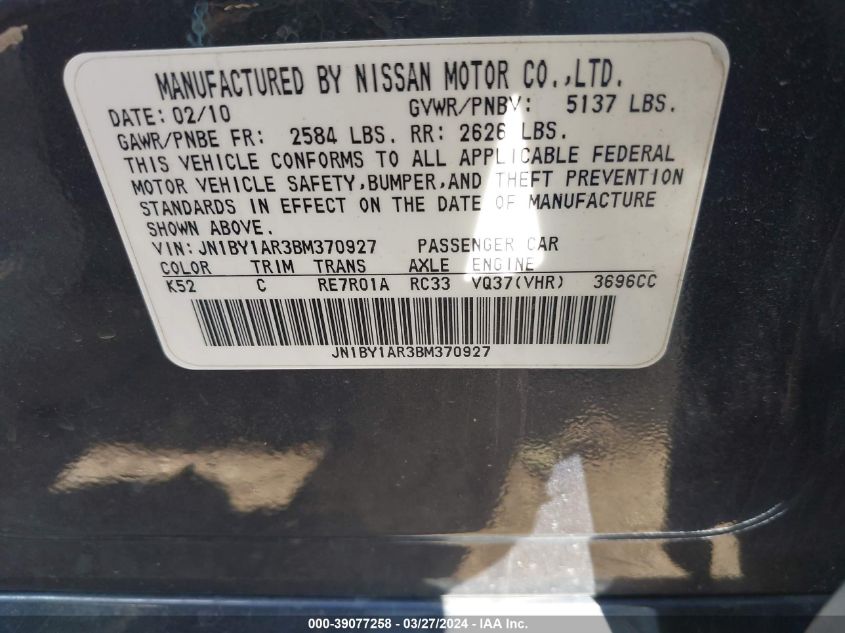 MANUFACTURED BY NISSAN MOTOR CO.,LTD.
DATE: 02/10 GVWR/PNBV: 5137 LBS.
GAWR/PNBE FR: 2584 LBS. RR: 2626 LBS.
THIS VEHICLE CONFORMS TO ALL APPLICABLE FEDERAL
MOTOR VEHICLE SAFETY,BUMPER,AND THEFT PREVENTION
STANDARDS IN EFFECT ON THE DATE OF MANUFACTURE
SHOWN ABOVE.
VIN: JN1BY1AR3BM370927 PASSENGER CAR
COLOR TRIM TRANS AXLE ENGINE
K52 C RE7R01A RC33 VQ37(VHR) 3696CC
JN1BY1AR3BM370927
000-39077258 - 03/27/2024 - IAAI.COM